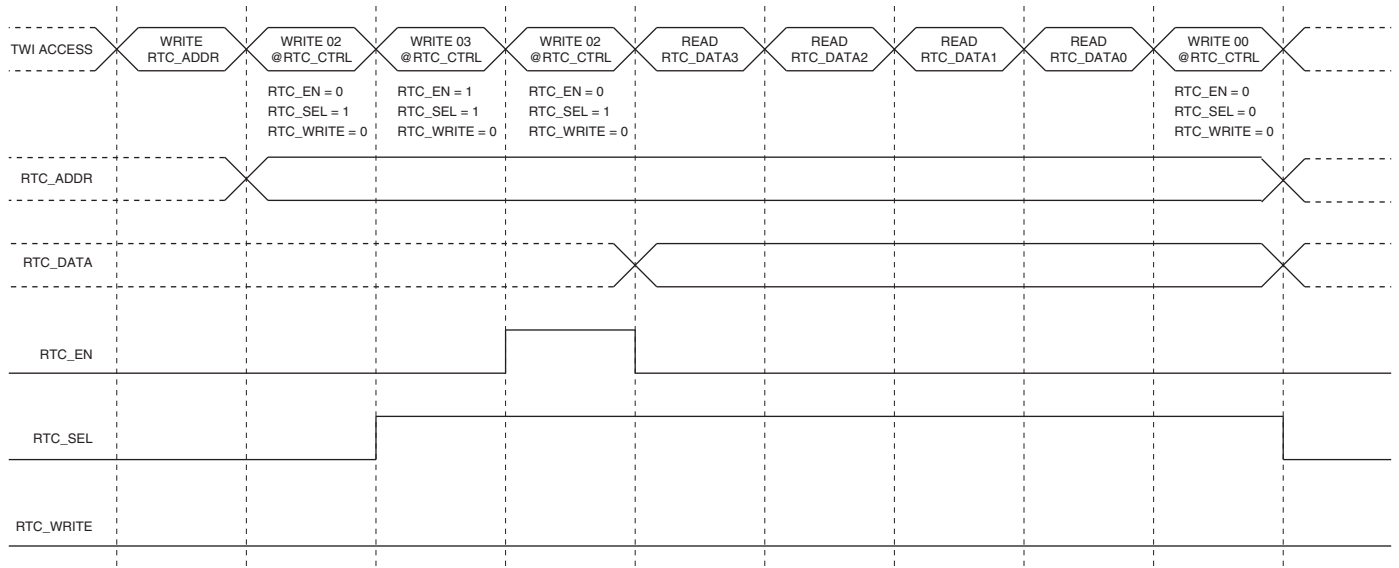 TWI ACCESS
WRITE
RTC_ADDR
WRITE 02
@RTC_CTRL
WRITE 03
@RTC_CTRL
WRITE 02
@RTC_CTRL
READ
RTC_DATA3
READ
RTC_DATA2
READ
RTC_DATA1
READ
RTC_DATA0
WRITE 00
@RTC_CTRL
RTC_EN = 0
RTC_SEL = 1
RTC_WRITE = 0
RTC_EN = 1
RTC_SEL = 1
RTC_WRITE = 0
RTC_EN = 0
RTC_SEL = 1
RTC_WRITE = 0
RTC_EN = 0
RTC_SEL = 0
RTC_WRITE = 0
RTC_ADDR
RTC_DATA
RTC_EN
RTC_SEL
RTC_WRITE